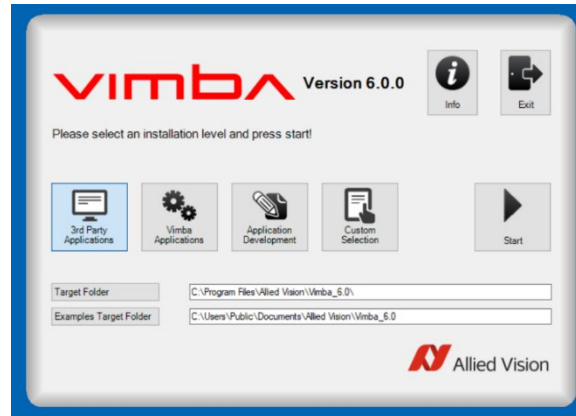 VIMBA Version 6.0.0
Info
Exit
Please select an installation level and press start!
3rd Party
Applications
Vimba
Applications
Application
Development
Custom
Selection
Start
Target Folder
C:\Program Files\Allied Vision\Vimba_6.0\
Examples Target Folder
C:\Users\Public\Documents\Allied Vision\Vimba_6.0
Allied Vision